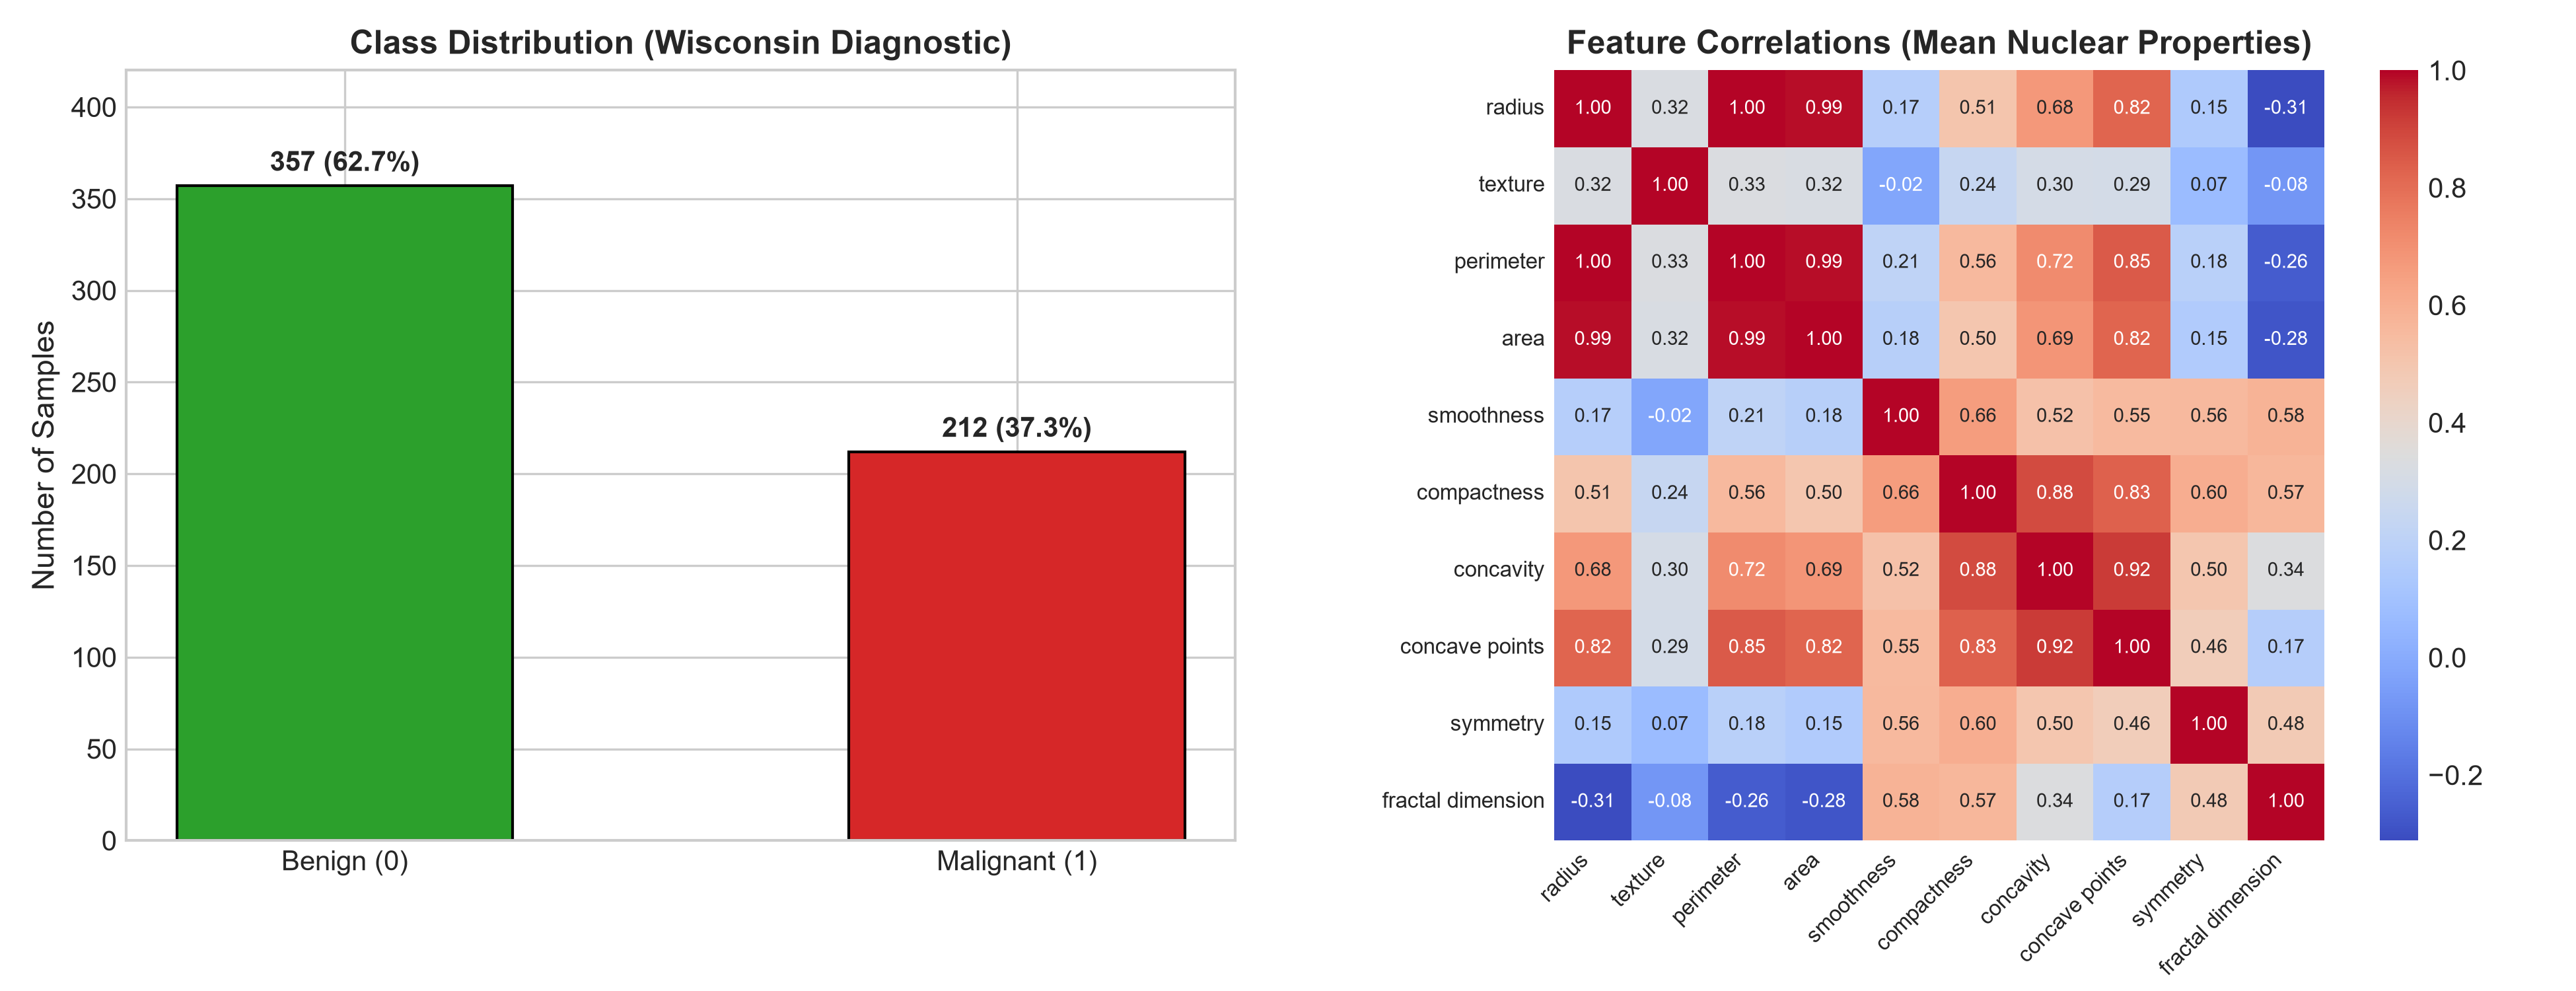 Class Distribution (Wisconsin Diagnostic)
Number of Samples
400
350
300
250
200
150
100
50
0
357 (62.7%)
212 (37.3%)
Benign (0) Malignant (1)
Feature Correlations (Mean Nuclear Properties)
radius 1.00 0.32 1.00 0.99 0.17 0.51 0.68 0.82 0.15 -0.31
texture 0.32 1.00 0.33 0.32 -0.02 0.24 0.30 0.29 0.07 -0.08
perimeter 1.00 0.33 1.00 0.99 0.21 0.56 0.72 0.85 0.18 -0.26
area 0.99 0.32 0.99 1.00 0.18 0.50 0.69 0.82 0.15 -0.28
smoothness 0.17 -0.02 0.21 0.18 1.00 0.66 0.52 0.55 0.56 0.58
compactness 0.51 0.24 0.56 0.50 0.66 1.00 0.88 0.83 0.60 0.57
concavity 0.68 0.30 0.72 0.69 0.52 0.88 1.00 0.92 0.50 0.34
concave points 0.82 0.29 0.85 0.82 0.55 0.83 0.92 1.00 0.46 0.17
symmetry 0.15 0.07 0.18 0.15 0.56 0.60 0.50 0.46 1.00 0.48
fractal dimension -0.31 -0.08 -0.26 -0.28 0.58 0.57 0.34 0.17 0.48 1.00
radius texture perimeter area smoothness compactness concavity concave points symmetry fractal dimension
1.0
0.8
0.6
0.4
0.2
0.0
−0.2